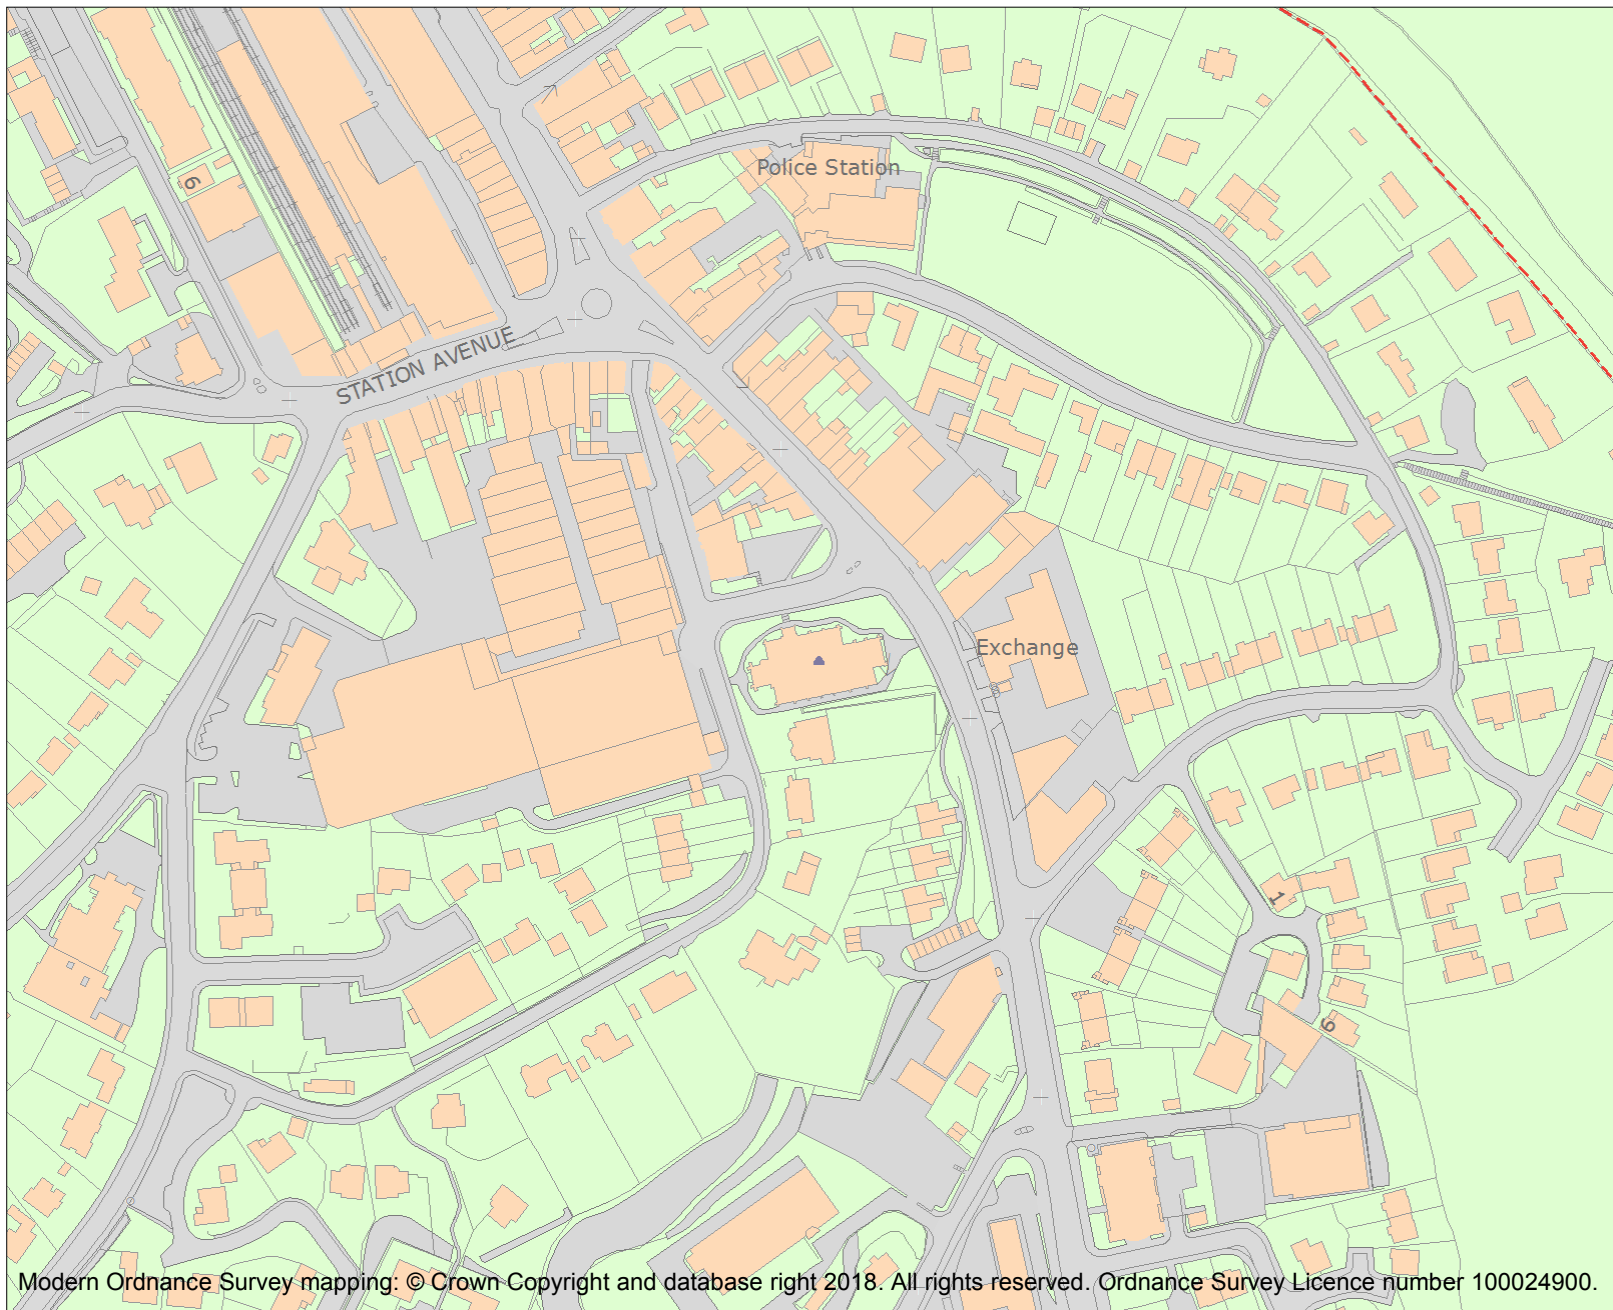 Police Station
6
STATION AVENUE
Exchange
1
9
Modern Ordnance Survey mapping: © Crown Copyright and database right 2018. All rights reserved. Ordnance Survey Licence number 100024900.